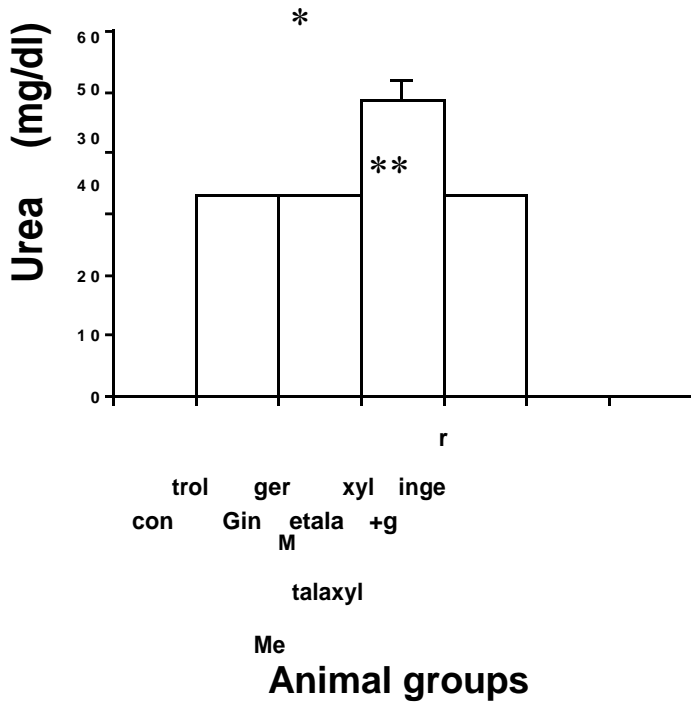 *
60
50
30
**
40
20
10
0
Urea (mg/dl)
r
trol ger xyl inge
con Gin etala +g
M
talaxyl
Me
Animal groups